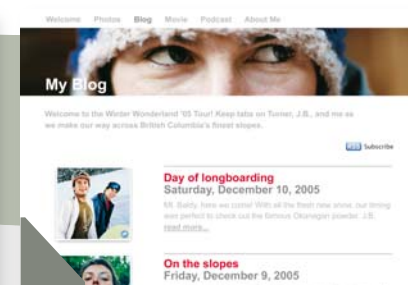 Welcome Photos Blog Movie Podcast About Me
My Blog
Welcome to the Winter Wonderland '05 Tour! Keep tabs on Turner, J.B., and me as
we make our way across British Columbia's finest slopes.
RSS Subscribe
Day of longboarding
Saturday, December 10, 2005
Mt. Baldy, here we come! With all the fresh new snow, our timing
was perfect to check out the famous Okanagan powder. J.B.
read more...
On the slopes
Friday, December 9, 2005